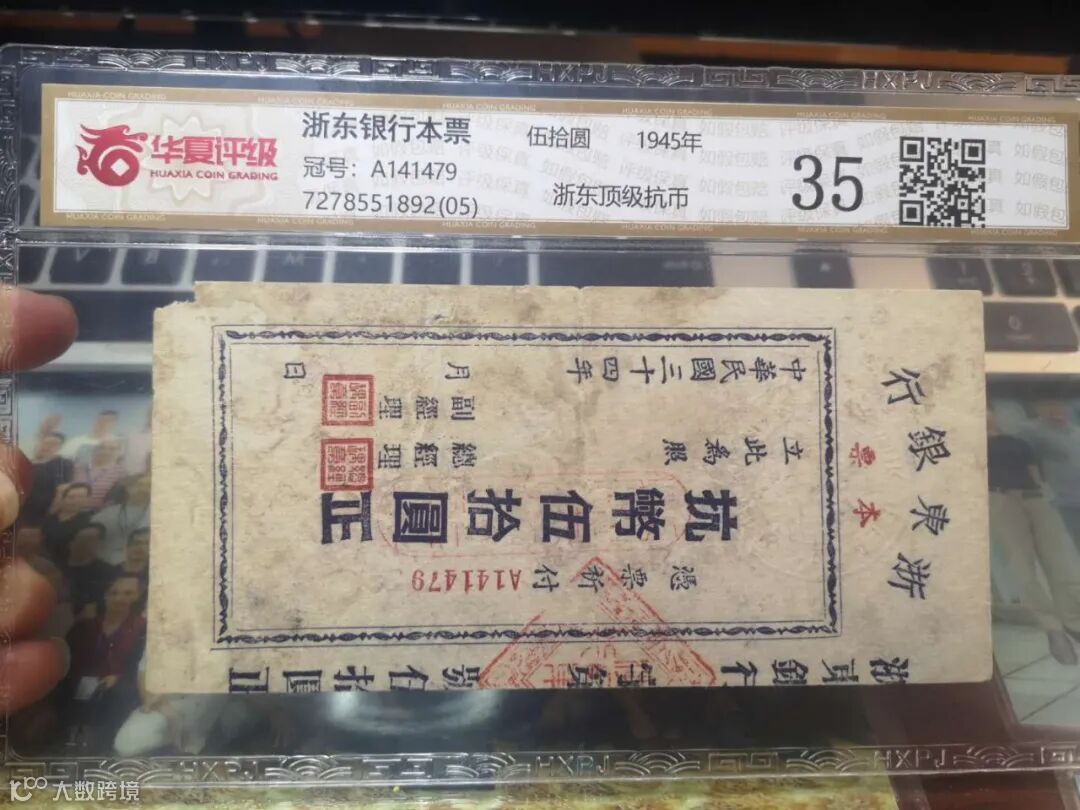 华夏评级
HUAXIA COIN GRADING
浙东银行本票 伍拾圆 1945年
冠号: A141479
7278551892(05) 浙东顶级抗币
35
HXPJ
浙東銀行
本票
中華民國三十四年 月 日
立此為照
總經理
副經理
抗幣伍拾圓正
憑票祈付
A141479
大数跨境